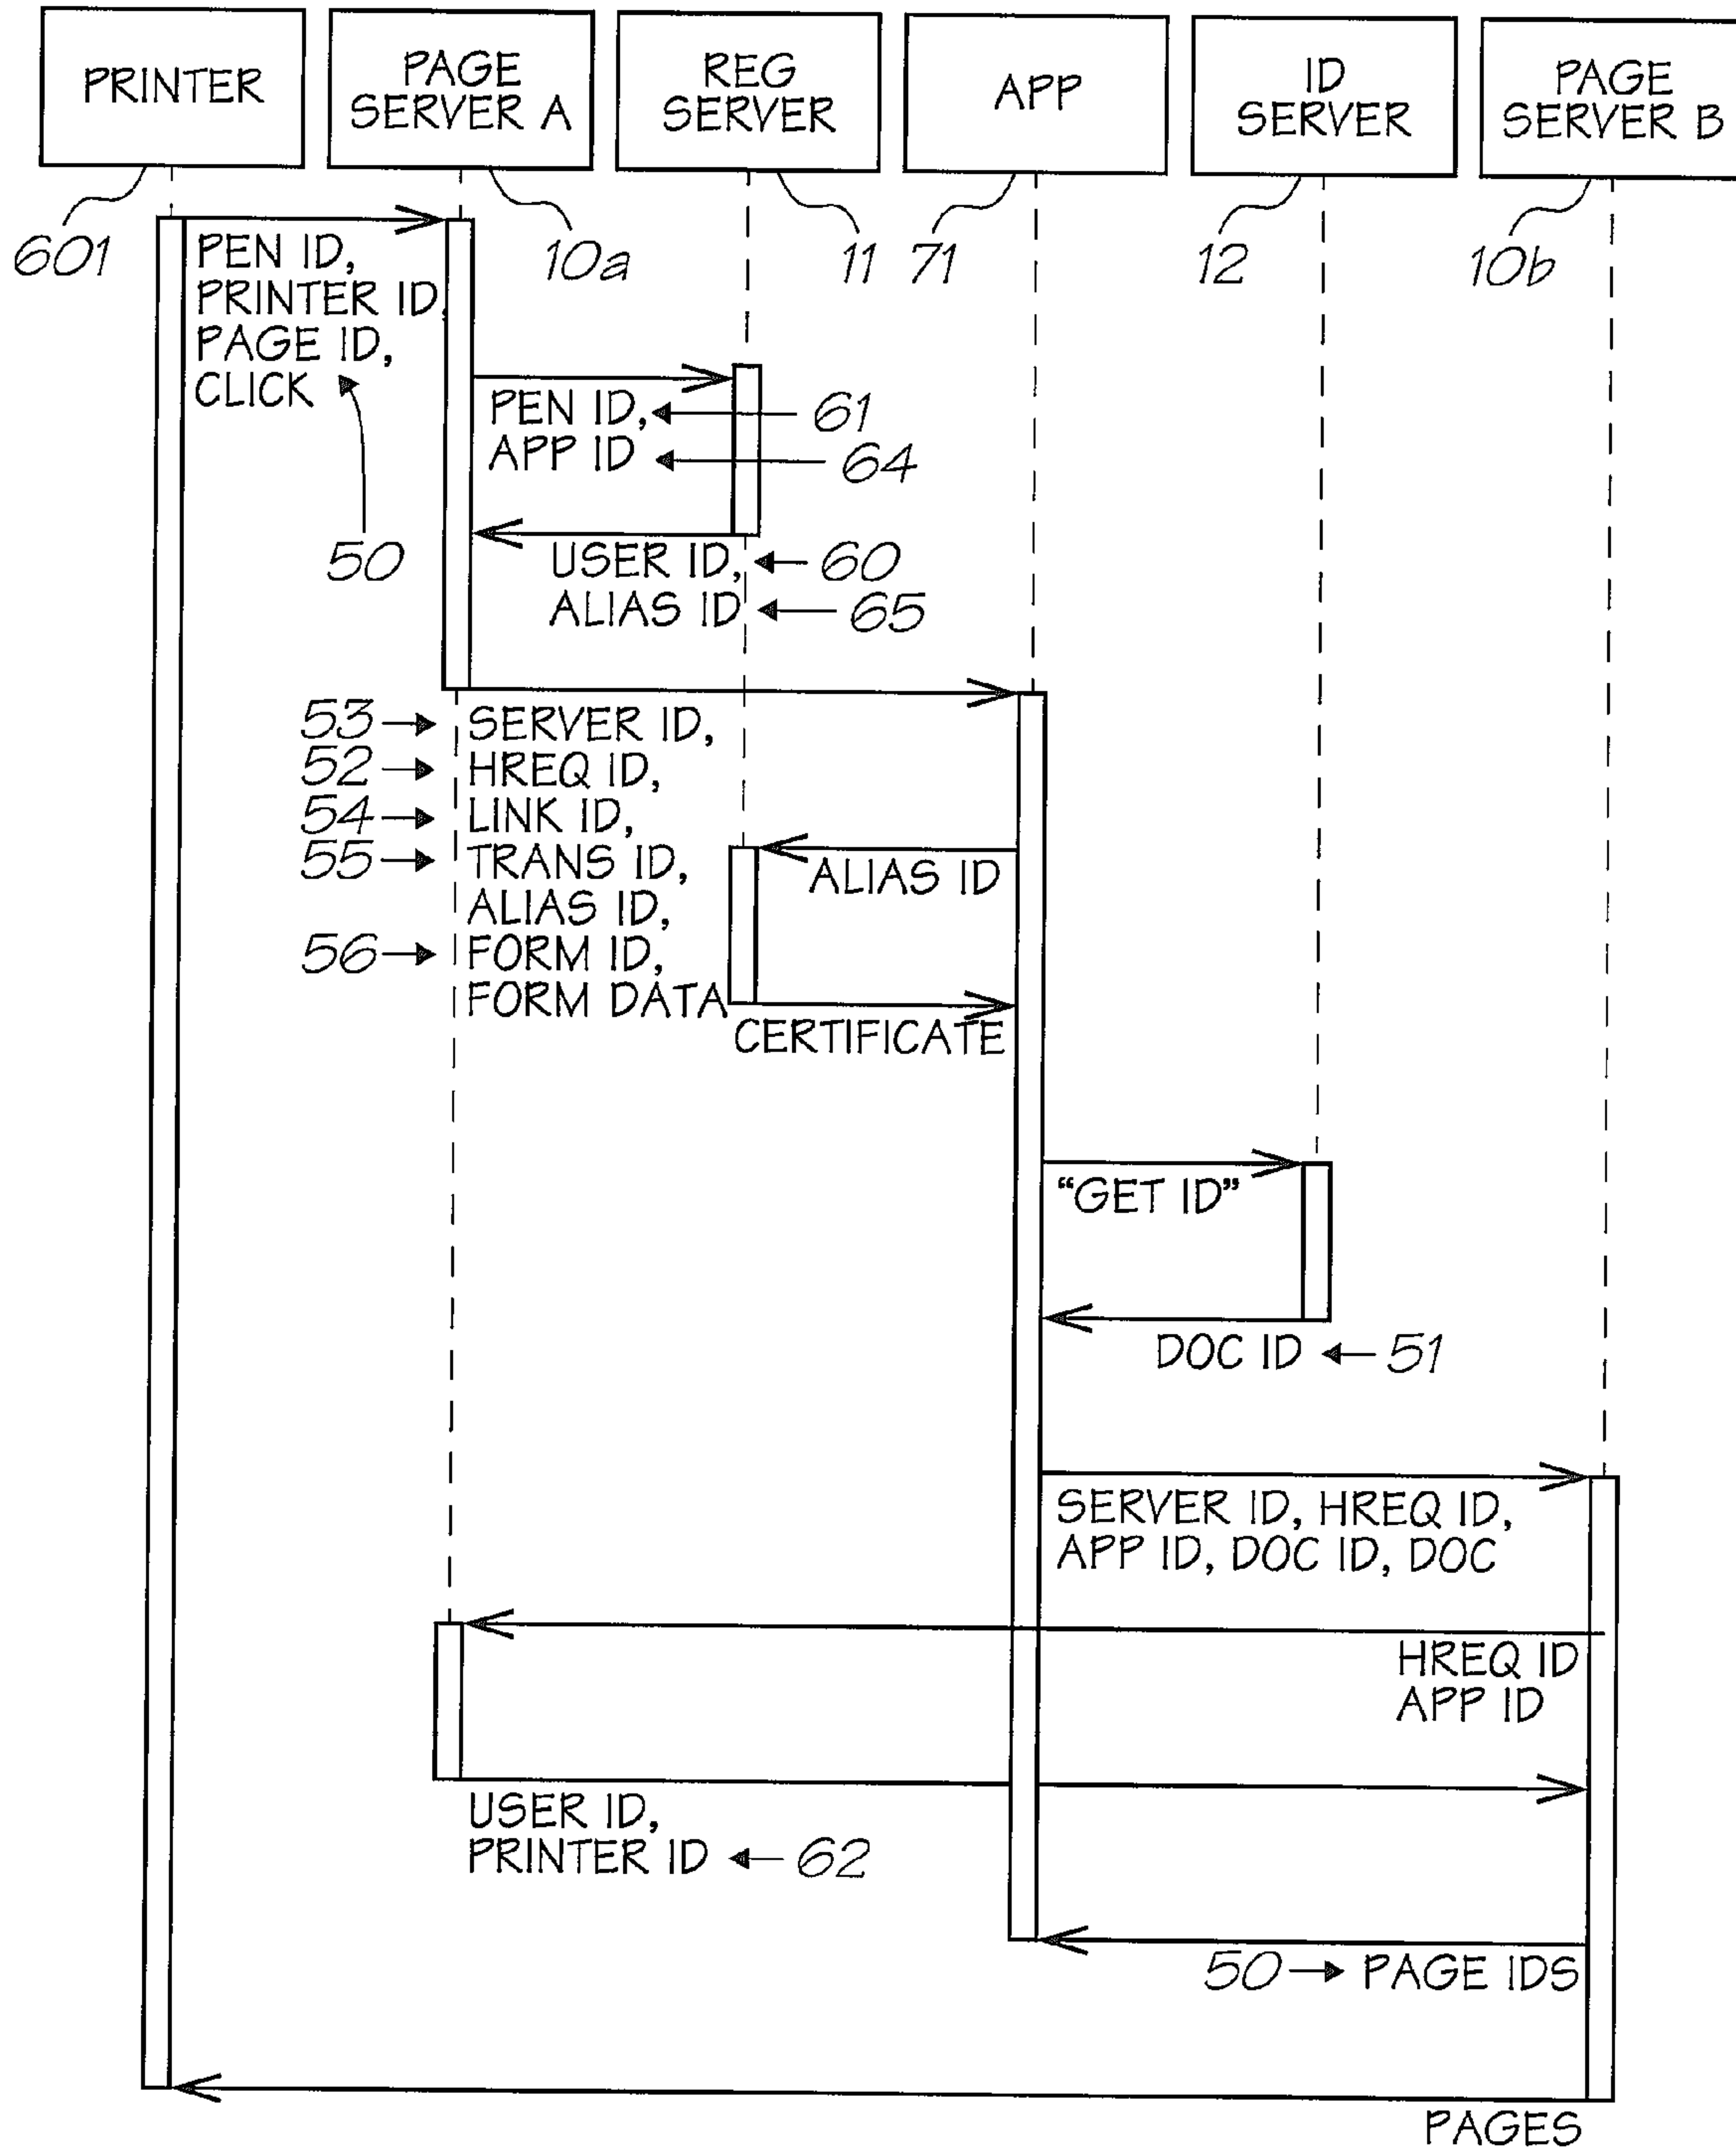 PRINTER
PAGE
SERVER A
REG
SERVER
APP
ID
SERVER
PAGE
SERVER B
601
10a
11
71
12
10b
PEN ID,
PRINTER ID,
PAGE ID,
CLICK
50
PEN ID, 61
APP ID 64
USER ID, 60
ALIAS ID 65
53 SERVER ID,
52 HREQ ID,
54 LINK ID,
55 TRANS ID,
ALIAS ID,
56 FORM ID,
FORM DATA
ALIAS ID
CERTIFICATE
“GET ID”
DOC ID 51
SERVER ID, HREQ ID,
APP ID, DOC ID, DOC
HREQ ID
APP ID
USER ID,
PRINTER ID 62
50 PAGE IDS
PAGES